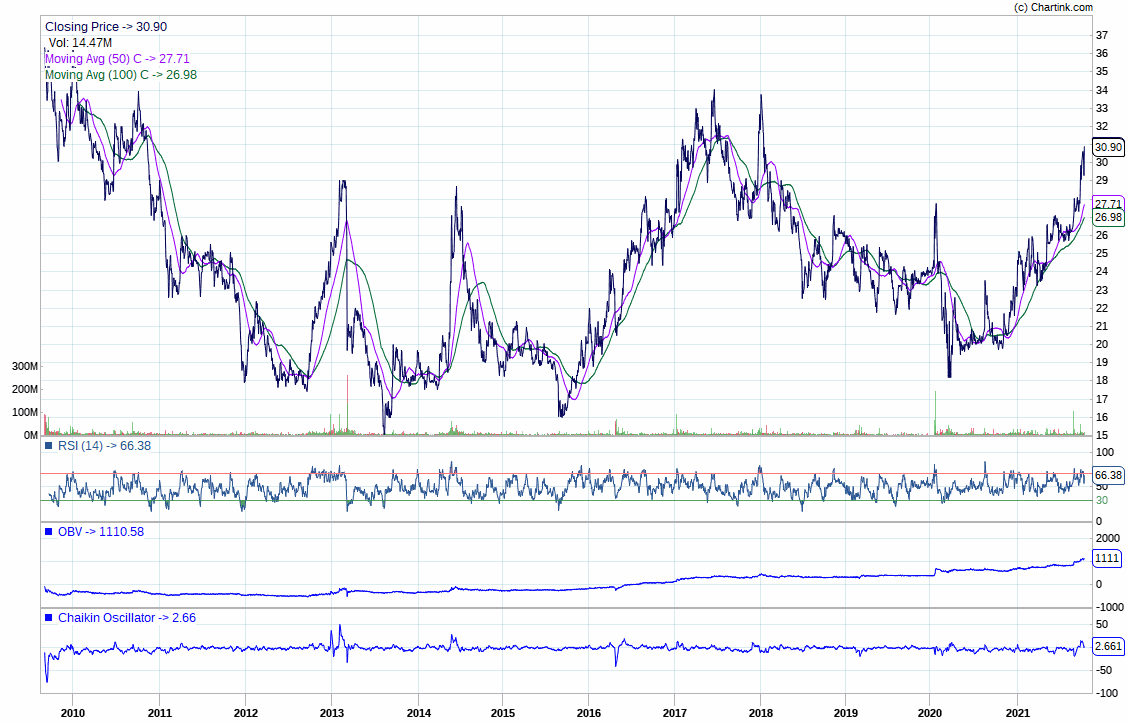 (c) Chartink.com
Closing Price -> 30.90
Vol: 14.47M
Moving Avg (50) C -> 27.71
Moving Avg (100) C -> 26.98
37
36
35
34
33
32
30.90
30
29
27.71
26.98
26
25
24
23
22
21
20
19
18
17
16
15
300M
200M
100M
0M
RSI (14) -> 66.38
100
66.38
50
30
0
OBV -> 1110.58
2000
1111
0
-1000
Chaikin Oscillator -> 2.66
50
2.661
-50
-100
2010 2011 2012 2013 2014 2015 2016 2017 2018 2019 2020 2021